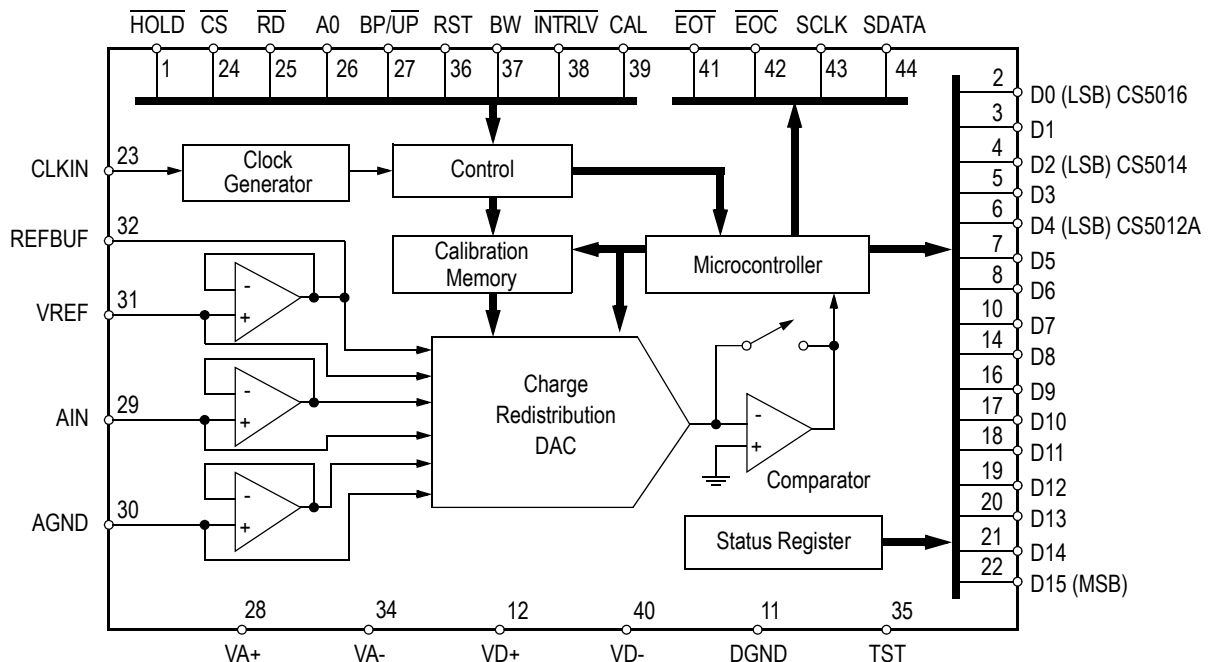 HOLD CS RD A0 BP/UP RST BW INTRLV CAL EOT EOC SCLK SDATA
1 24 25 26 27 36 37 38 39 41 42 43 44
2 D0 (LSB) CS5016
3 D1
4 D2 (LSB) CS5014
5 D3
6 D4 (LSB) CS5012A
7 D5
8 D6
10 D7
14 D8
16 D9
17 D10
18 D11
19 D12
20 D13
21 D14
22 D15 (MSB)
CLKIN 23
Clock
Generator
Control
REFBUF 32
Calibration
Memory
Microcontroller
VREF 31
-
+
AIN 29
-
+
AGND 30
-
+
Charge
Redistribution
DAC
-
+
Comparator
Status Register
28 34 12 40 11 35
VA+ VA- VD+ VD- DGND TST